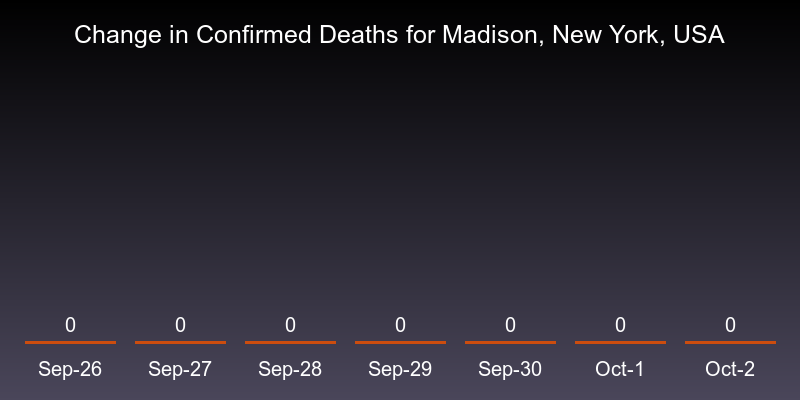 Change in Confirmed Deaths for Madison, New York, USA
0 0 0 0 0 0 0
Sep-26 Sep-27 Sep-28 Sep-29 Sep-30 Oct-1 Oct-2